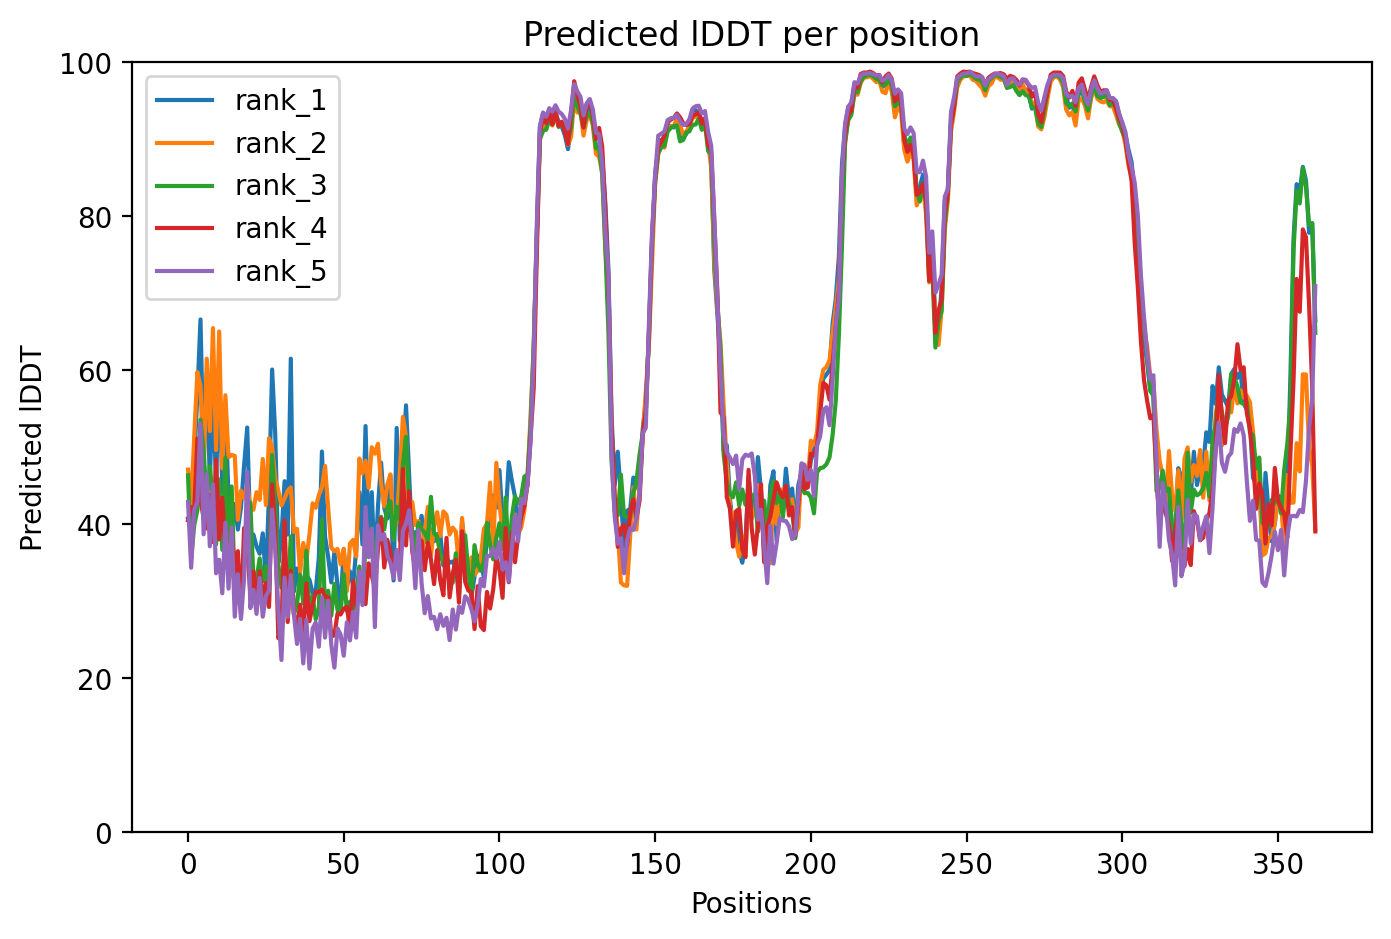 Predicted lDDT per position
rank_1
rank_2
rank_3
rank_4
rank_5
Predicted lDDT
100
80
60
40
20
0
0 50 100 150 200 250 300 350
Positions